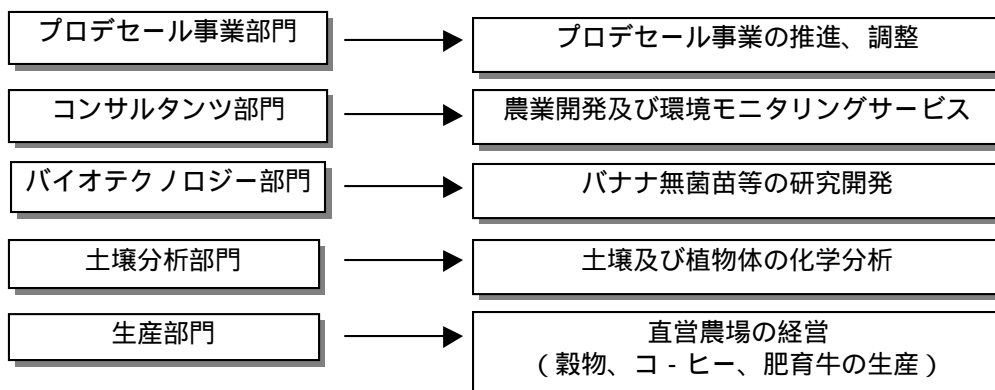 プロデセール事業部門
プロデセール事業の推進、調整
コンサルタンツ部門
農業開発及び環境モニタリングサービス
バイオテクノロジー部門
バナナ無菌苗等の研究開発
土壌分析部門
土壌及び植物体の化学分析
生産部門
直営農場の経営
(穀物、コ-ヒー、肥育牛の生産)